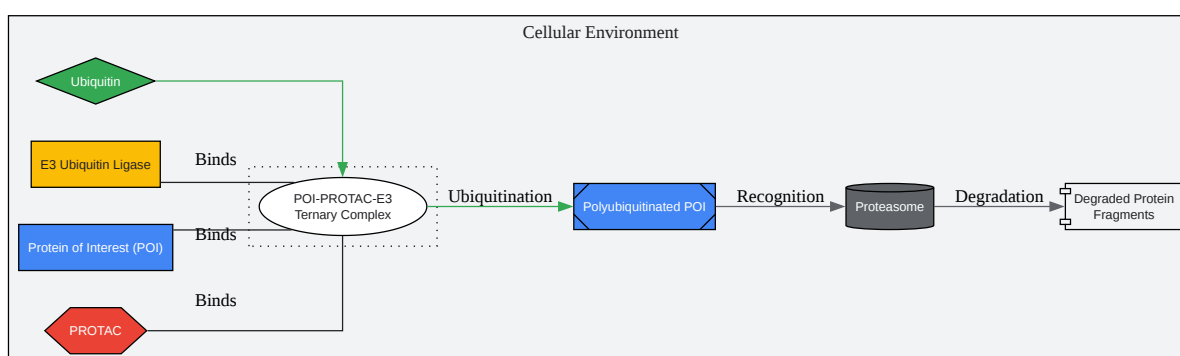 Cellular Environment
Ubiquitin
E3 Ubiquitin Ligase
Binds
POI-PROTAC-E3
Ternary Complex
Ubiquitination
Polyubiquitinated POI
Recognition
Proteasome
Degradation
Degraded Protein
Fragments
Protein of Interest (POI)
Binds
Binds
PROTAC